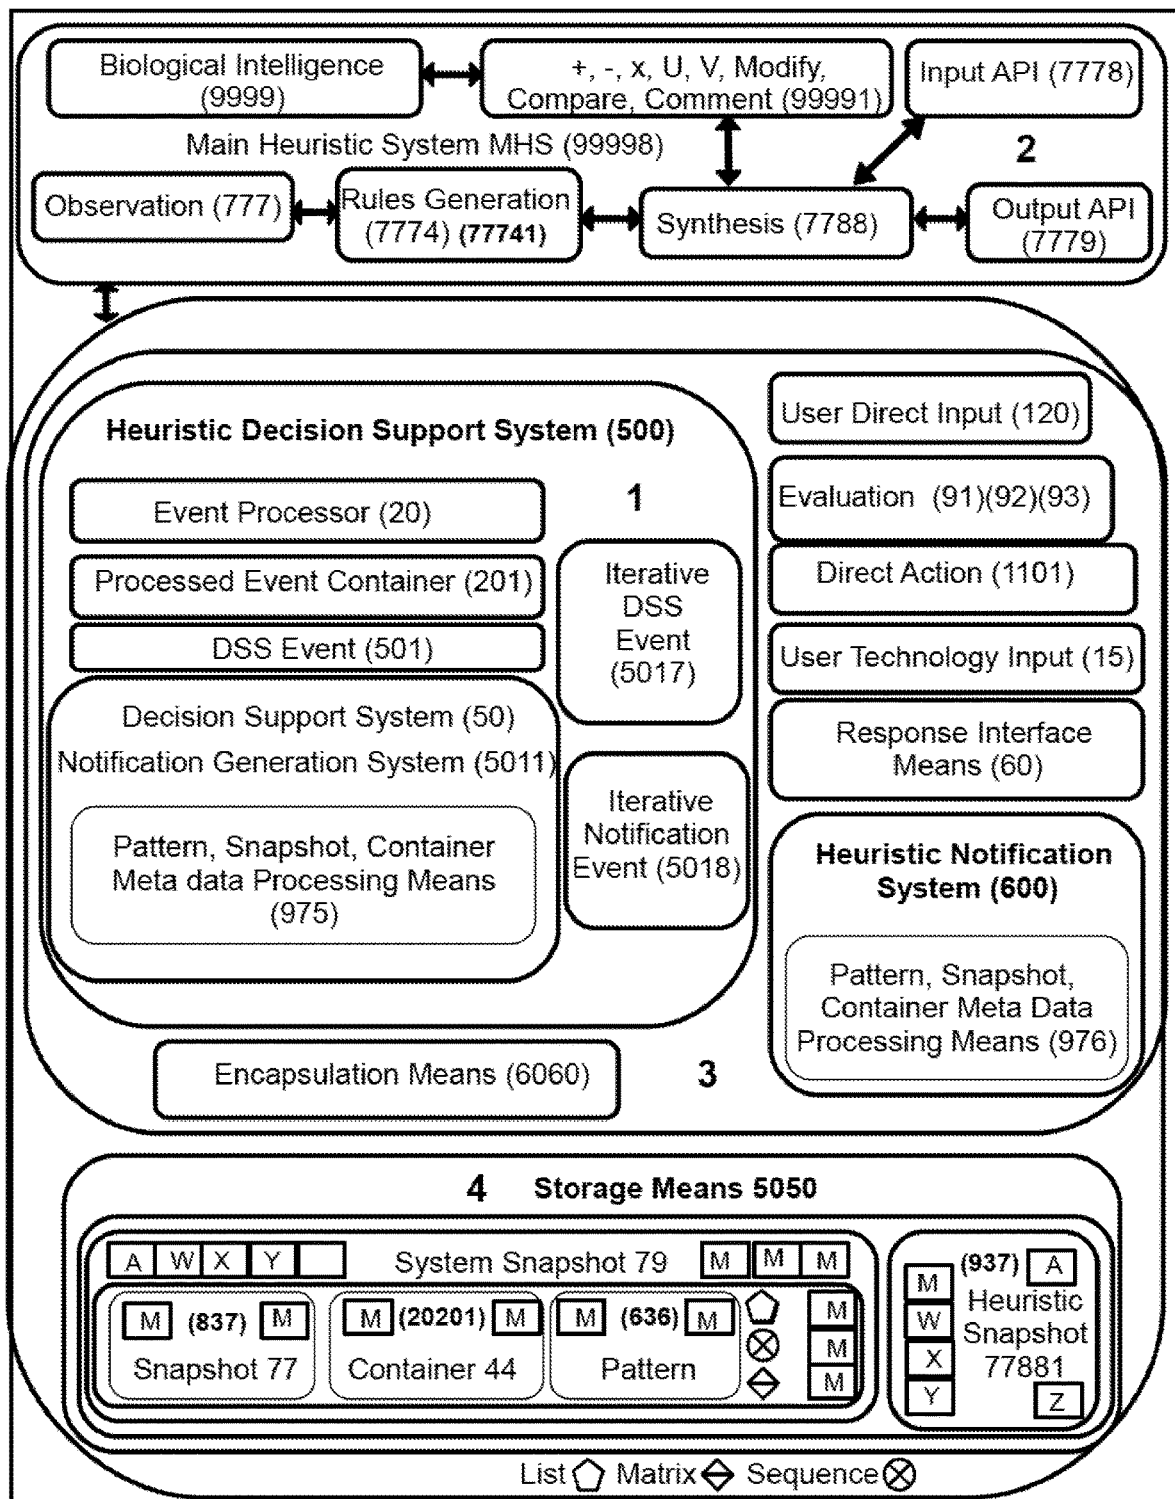 Biological Intelligence
(9999)
+, -, x, U, V, Modify,
Compare, Comment (99991)
Input API (7778)
Main Heuristic System MHS (99998)
2
Observation (777)
Rules Generation
(7774) (77741)
Synthesis (7788)
Output API
(7779)
Heuristic Decision Support System (500)
1
Event Processor (20)
Processed Event Container (201)
DSS Event (501)
Decision Support System (50)
Notification Generation System (5011)
Pattern, Snapshot, Container
Meta data Processing Means
(975)
Iterative
DSS
Event
(5017)
Iterative
Notification
Event (5018)
User Direct Input (120)
Evaluation (91)(92)(93)
Direct Action (1101)
User Technology Input (15)
Response Interface
Means (60)
Heuristic Notification
System (600)
Pattern, Snapshot,
Container Meta Data
Processing Means (976)
Encapsulation Means (6060)
3
4 Storage Means 5050
A W X Y
System Snapshot 79
M M M
M (837) M
Snapshot 77
M (20201) M
Container 44
M (636) M
Pattern
M
M
M
(937) A
M
W
X
Y
Heuristic
Snapshot
77881
Z
List Matrix Sequence